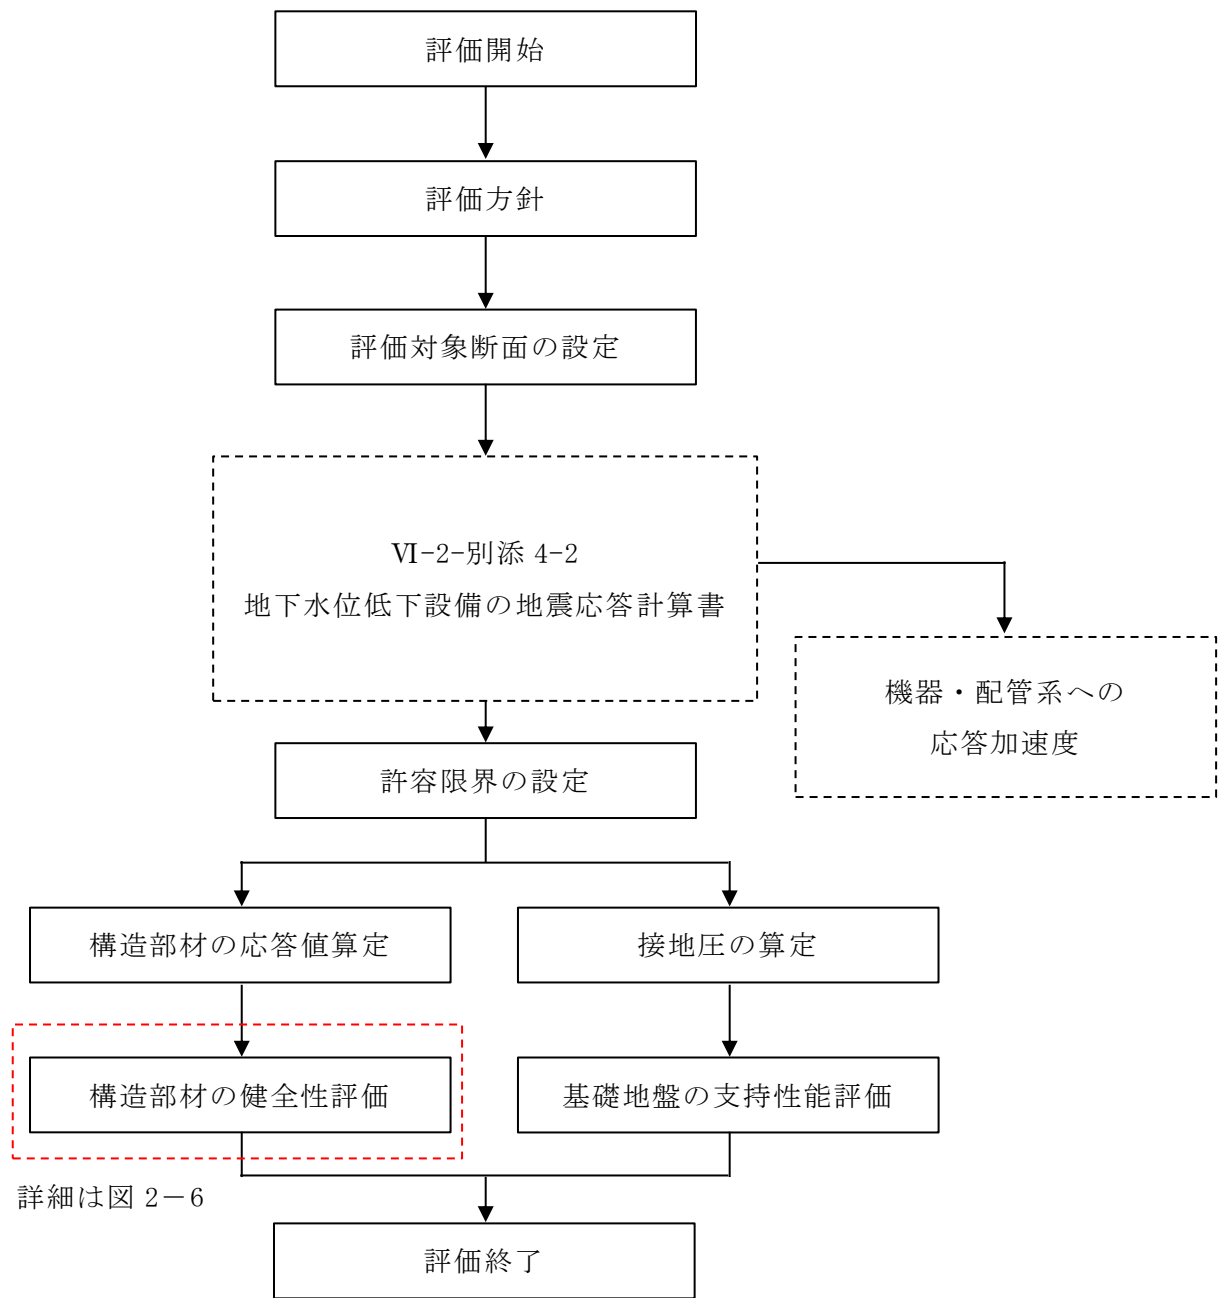 評価開始
評価方針
評価対象断面の設定
Ⅵ-2-別添 4-2
地下水位低下設備の地震応答計算書
機器・配管系への
応答加速度
許容限界の設定
構造部材の応答値算定
接地圧の算定
構造部材の健全性評価
基礎地盤の支持性能評価
詳細は図 2－6
評価終了